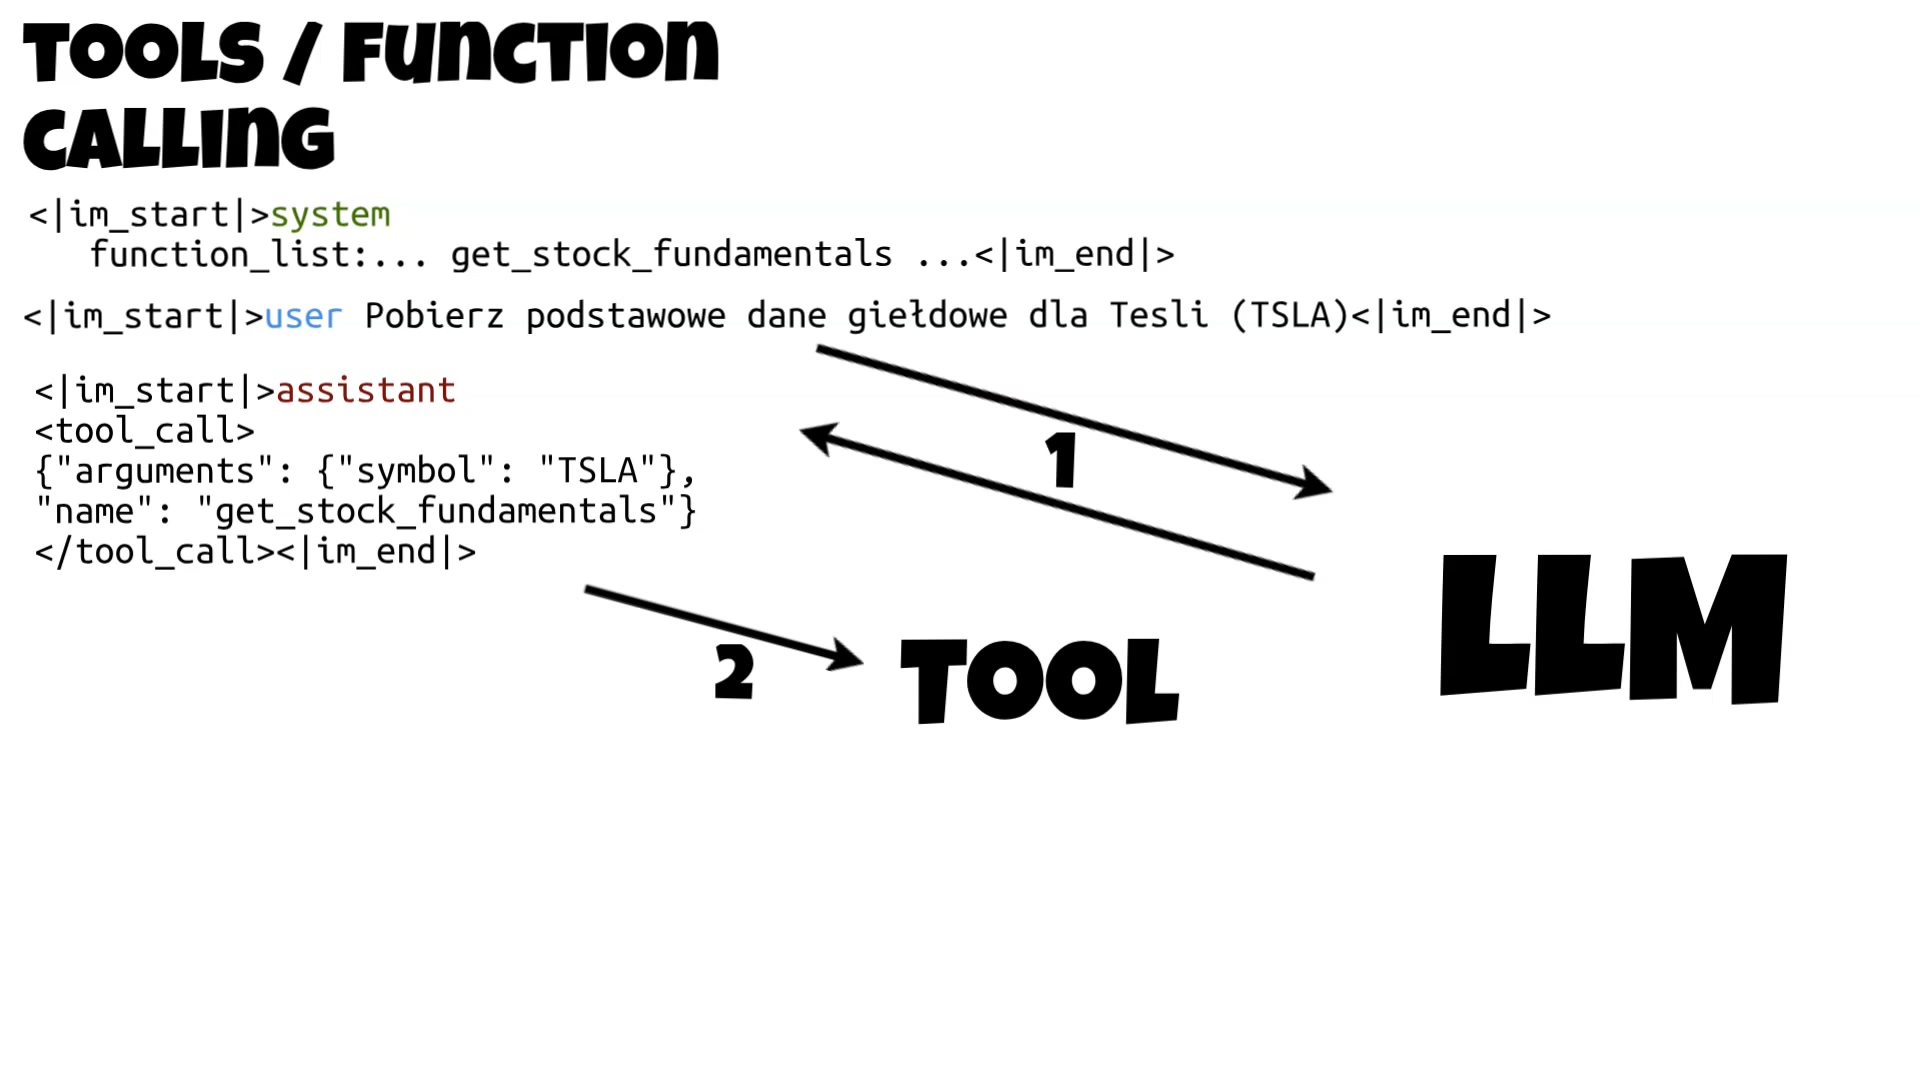 TOOLS / FUNCTION
CALLING
<|im_start|>system
function_list:... get_stock_fundamentals ...<|im_end|>
<|im_start|>user Pobierz podstawowe dane giełdowe dla Tesli (TSLA)<|im_end|>
<|im_start|>assistant
<tool_call>
{"arguments": {"symbol": "TSLA"},
"name": "get_stock_fundamentals"}
</tool_call><|im_end|>
1
2
TOOL
LLM